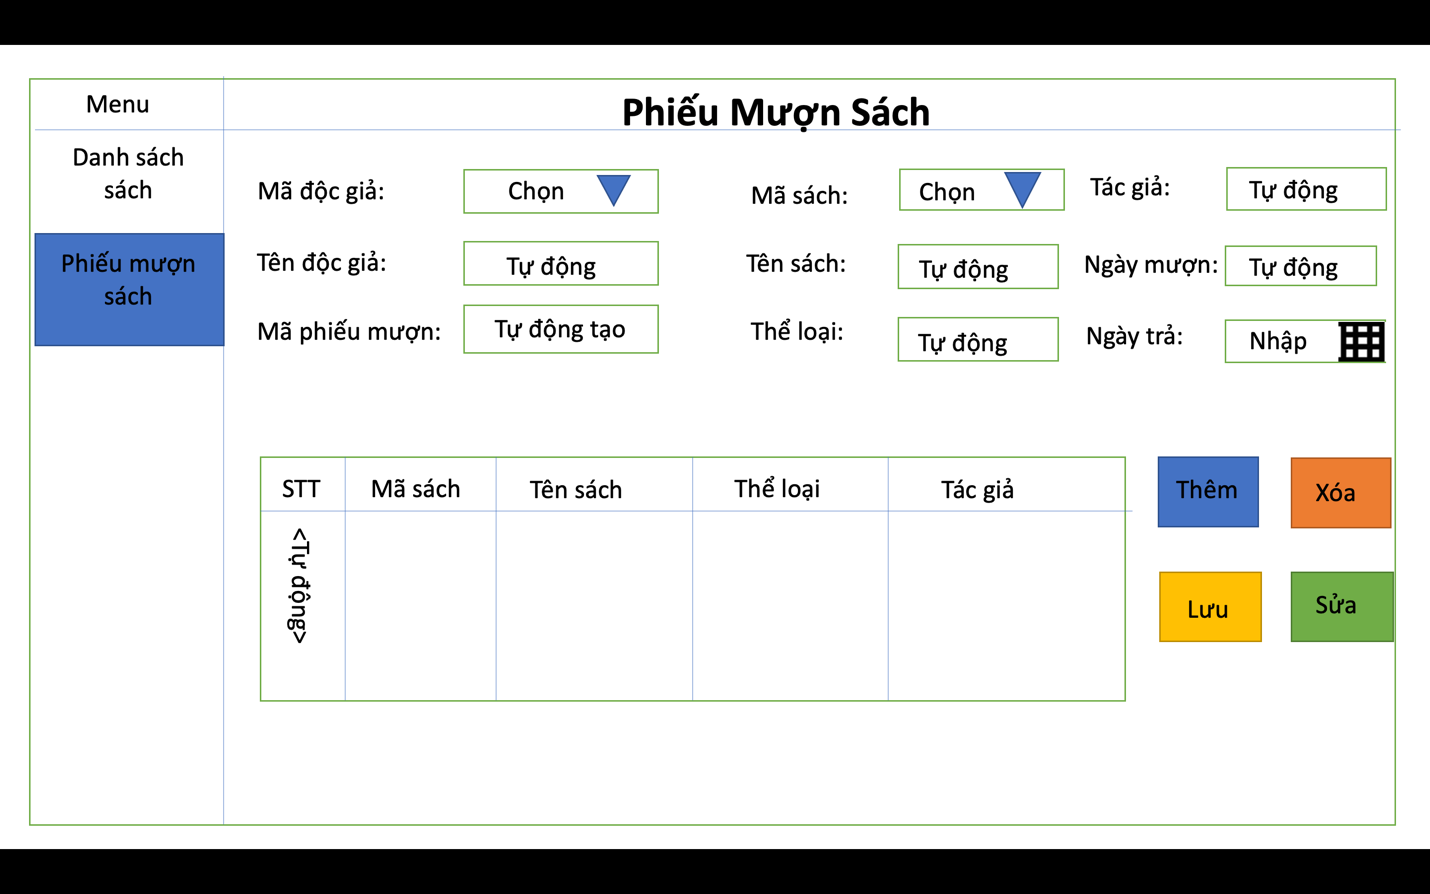 Menu
Phiếu Mượn Sách
Danh sách
sách
Phiếu mượn
sách
Mã độc giả:
Chọn
Mã sách:
Chọn
Tác giả:
Tự động
Tên độc giả:
Tự động
Tên sách:
Tự động
Ngày mượn:
Tự động
Mã phiếu mượn:
Tự động tạo
Thể loại:
Tự động
Ngày trả:
Nhập
STT
Mã sách
Tên sách
Thể loại
Tác giả
<Tự động>
Thêm
Xóa
Lưu
Sửa